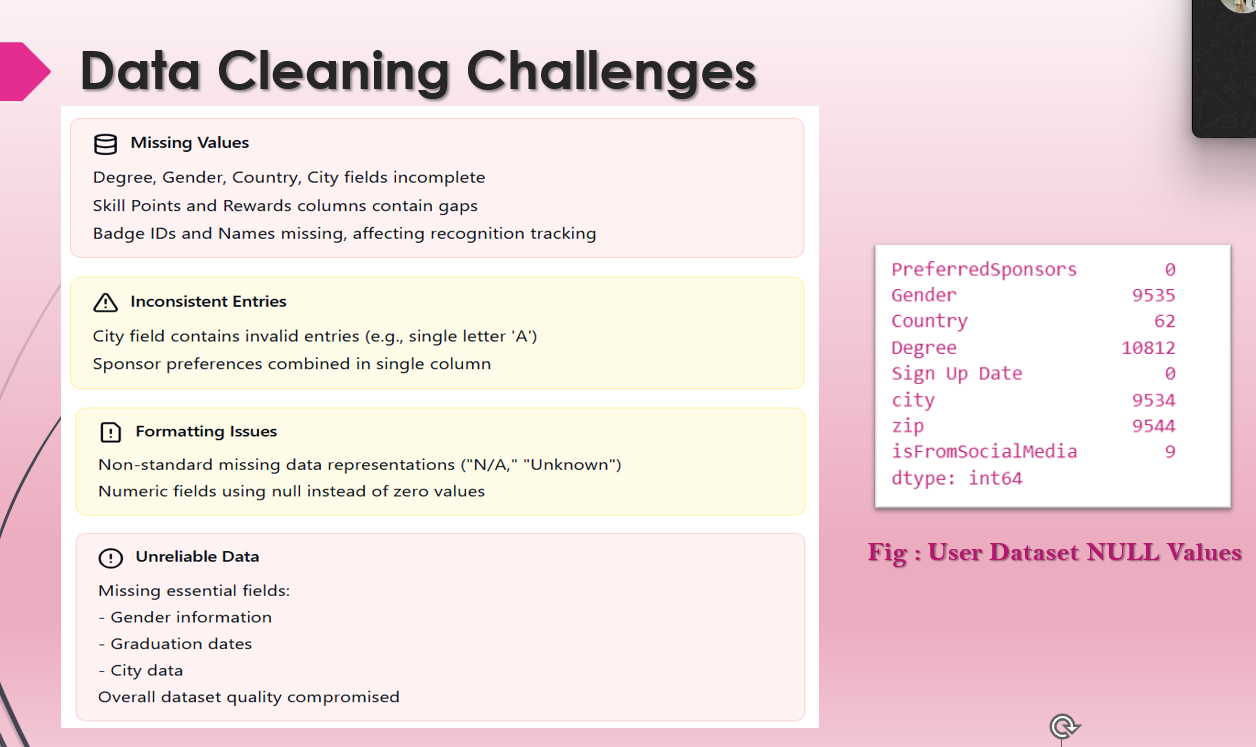 Data Cleaning Challenges
Missing Values
Degree, Gender, Country, City fields incomplete
Skill Points and Rewards columns contain gaps
Badge IDs and Names missing, affecting recognition tracking
Inconsistent Entries
City field contains invalid entries (e.g., single letter 'A')
Sponsor preferences combined in single column
Formatting Issues
Non-standard missing data representations ("N/A," "Unknown")
Numeric fields using null instead of zero values
Unreliable Data
Missing essential fields:
- Gender information
- Graduation dates
- City data
Overall dataset quality compromised
PreferredSponsors 0
Gender 9535
Country 62
Degree 10812
Sign Up Date 0
city 9534
zip 9544
isFromSocialMedia 9
dtype: int64
Fig : User Dataset NULL Values